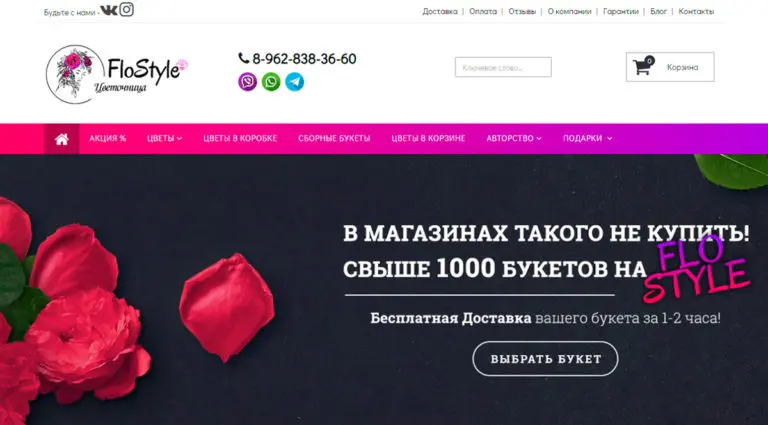 Будьте с нами -
Доставка | Оплата | Отзывы | О компании | Гарантии | Блог | Контакты
FloStyle
Цветочница
8-962-838-36-60
Ключевое слово...
0
Корзина
АКЦИЯ % ЦВЕТЫ ЦВЕТЫ В КОРОБКЕ СБОРНЫЕ БУКЕТЫ ЦВЕТЫ В КОРЗИНЕ АВТОРСТВО ПОДАРКИ
В МАГАЗИНАХ ТАКОГО НЕ КУПИТЬ!
СВЫШЕ 1000 БУКЕТОВ НА
FLO
STYLE
Бесплатная Доставка вашего букета за 1-2 часа!
ВЫБРАТЬ БУКЕТ